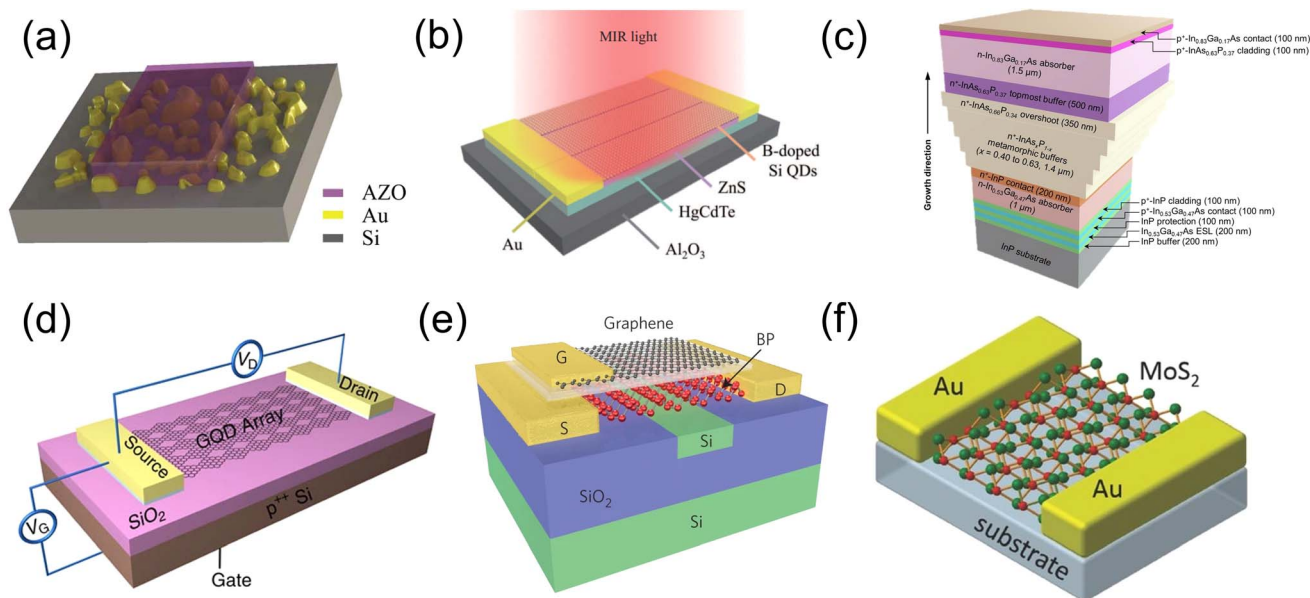 (a)
AZO
Au
Si
(b)
MIR light
B-doped
Si QDs
ZnS
HgCdTe
Au
Al₂O₃
(c)
Growth direction
p⁺-In₀.₈₃Ga₀.₁₇As contact (100 nm)
p⁺-InAs₀.₆₃P₀.₃₇ cladding (100 nm)
n-In₀.₈₃Ga₀.₁₇As absorber
(1.5 μm)
n⁺-InAs₀.₆₃P₀.₃₇ topmost buffer (500 nm)
n⁺-InAs₀.₆₆P₀.₃₄ overshoot (350 nm)
n⁺-InAsₓP₁₋ₓ
metamorphic buffers
(x = 0.40 to 0.63, 1.4 μm)
n⁺-InP contact (200 nm)
n-In₀.₅₃Ga₀.₄₇As absorber
(1 μm)
p⁺-InP cladding (100 nm)
p⁺-In₀.₅₃Ga₀.₄₇As contact (100 nm)
InP protection (100 nm)
In₀.₅₃Ga₀.₄₇As ESL (200 nm)
InP buffer (200 nm)
InP substrate
(d)
V_D
Drain
GQD Array
Source
SiO₂
p⁺⁺ Si
V_G
Gate
(e)
Graphene
BP
G
D
S
Si
SiO₂
Si
(f)
Au
MoS₂
Au
substrate